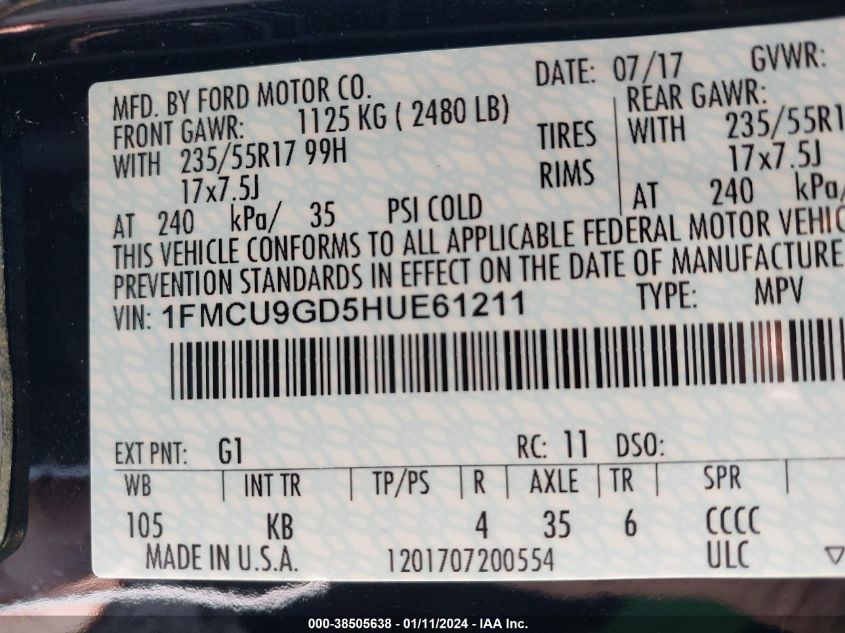 MFD. BY FORD MOTOR CO. DATE: 07/17 GVWR:
FRONT GAWR: 1125 KG ( 2480 LB) REAR GAWR:
WITH 235/55R17 99H TIRES WITH 235/55R1
17x7.5J RIMS 17x7.5J
AT 240 kPa/ 35 PSI COLD AT 240 kPa/
THIS VEHICLE CONFORMS TO ALL APPLICABLE FEDERAL MOTOR VEHIC
PREVENTION STANDARDS IN EFFECT ON THE DATE OF MANUFACTURE
VIN: 1FMCU9GD5HUE61211 TYPE: MPV
EXT PNT: G1 RC: 11 DSO:
WB INT TR TP/PS R AXLE TR SPR
105 KB 4 35 6 CCCC
MADE IN U.S.A. 1201707200554 ULC
000-38505638 - 01/11/2024 - IAA Inc.